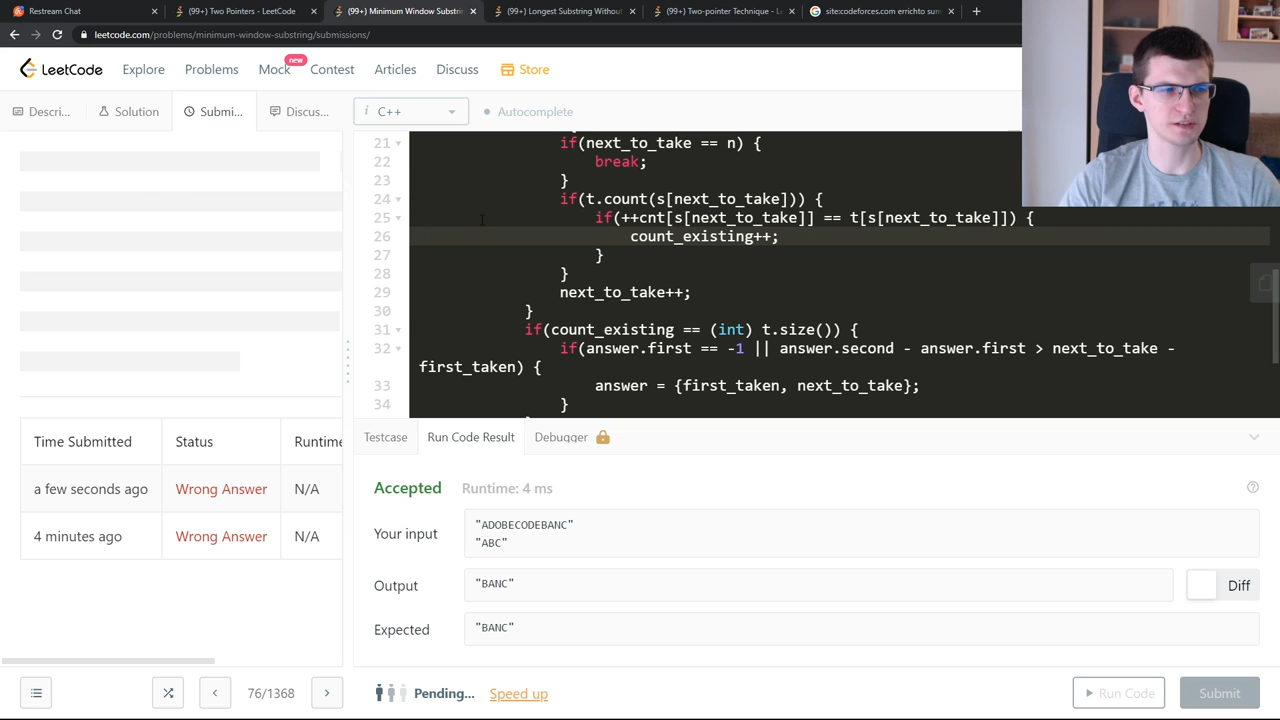 Restream Chat
(99+) Two Pointers - LeetCode
(99+) Minimum Window Substr
(99+) Longest Substring Without
(99+) Two-pointer Technique - Le
site:codeforces.com errichto sum
leetcode.com/problems/minimum-window-substring/submissions/
LeetCode
Explore
Problems
Mock
new
Contest
Articles
Discuss
Store
Descri...
Solution
Submi...
Discus...
i C++
Autocomplete
21 if(next_to_take == n) {
22 break;
23 }
24 if(t.count(s[next_to_take])) {
25 if(++cnt[s[next_to_take]] == t[s[next_to_take]]) {
26 count_existing++;
27 }
28 }
29 next_to_take++;
30 }
31 if(count_existing == (int) t.size()) {
32 if(answer.first == -1 || answer.second - answer.first > next_to_take -
first_taken) {
33 answer = {first_taken, next_to_take};
34 }
Time Submitted Status Runtime
a few seconds ago Wrong Answer N/A
4 minutes ago Wrong Answer N/A
Testcase
Run Code Result
Debugger
Accepted Runtime: 4 ms
Your input
"ADOBECODEBANC"
"ABC"
Output
"BANC"
Diff
Expected
"BANC"
76/1368
Pending...
Speed up
Run Code
Submit